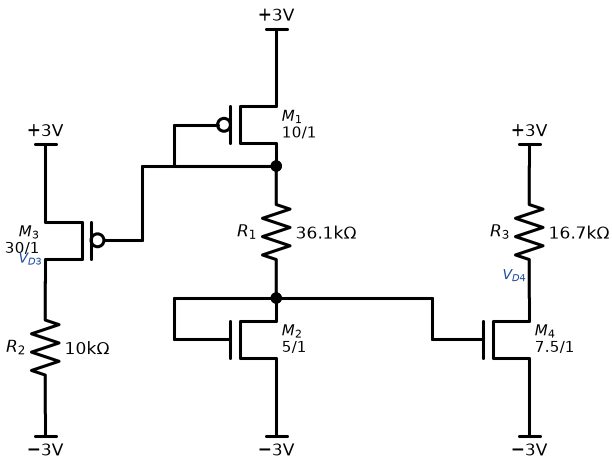 +3V
M1
10/1
+3V
+3V
M3
30/1
VD3
R1
36.1kΩ
R3
16.7kΩ
VD4
R2
10kΩ
M2
5/1
M4
7.5/1
−3V
−3V
−3V